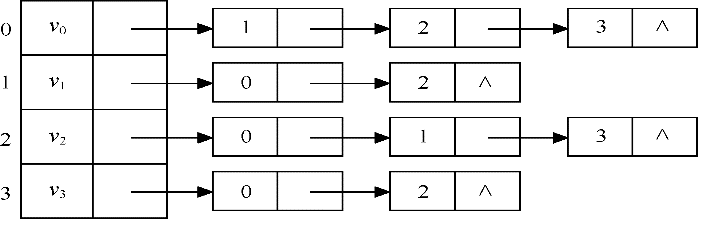 0 v₀ 1 2 3 ^
1 v₁ 0 2 ^
2 v₂ 0 1 3 ^
3 v₃ 0 2 ^